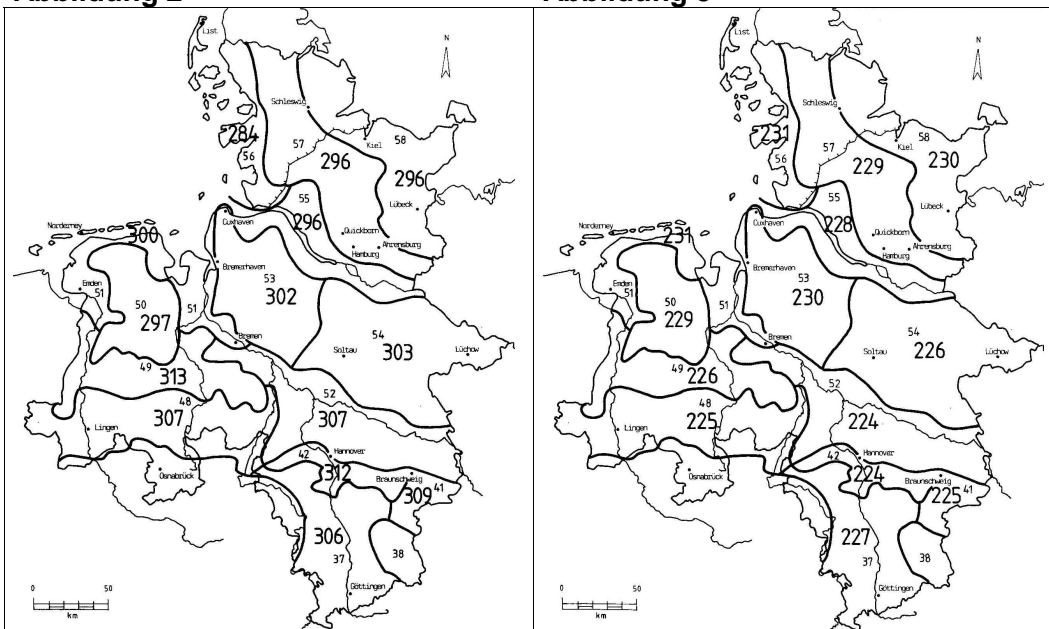 Abbildung 2
List
N
Schleswig
284
57
Kiel
58
56
296
296
55
Lübeck
Cuxhaven
296
Norderney
300
Quickborn
Hamburg
Ahrensburg
Bremerhaven
53
Emden
51
302
50
51
297
54
Bremen
Soltau
303
Lüchow
49
313
52
48
307
307
Lingen
42
Hannover
Osnabrück
312
Braunschweig
41
309
306
38
37
Göttingen
0
50
km
Abbildung 3
List
N
Schleswig
231
57
Kiel
58
56
229
230
55
Lübeck
Cuxhaven
228
Norderney
231
Quickborn
Hamburg
Ahrensburg
Bremerhaven
53
Emden
51
230
50
51
229
54
Bremen
Soltau
226
Lüchow
49
226
52
48
225
224
Lingen
42
Hannover
Osnabrück
224
Braunschweig
41
225
227
38
37
Göttingen
0
50
km